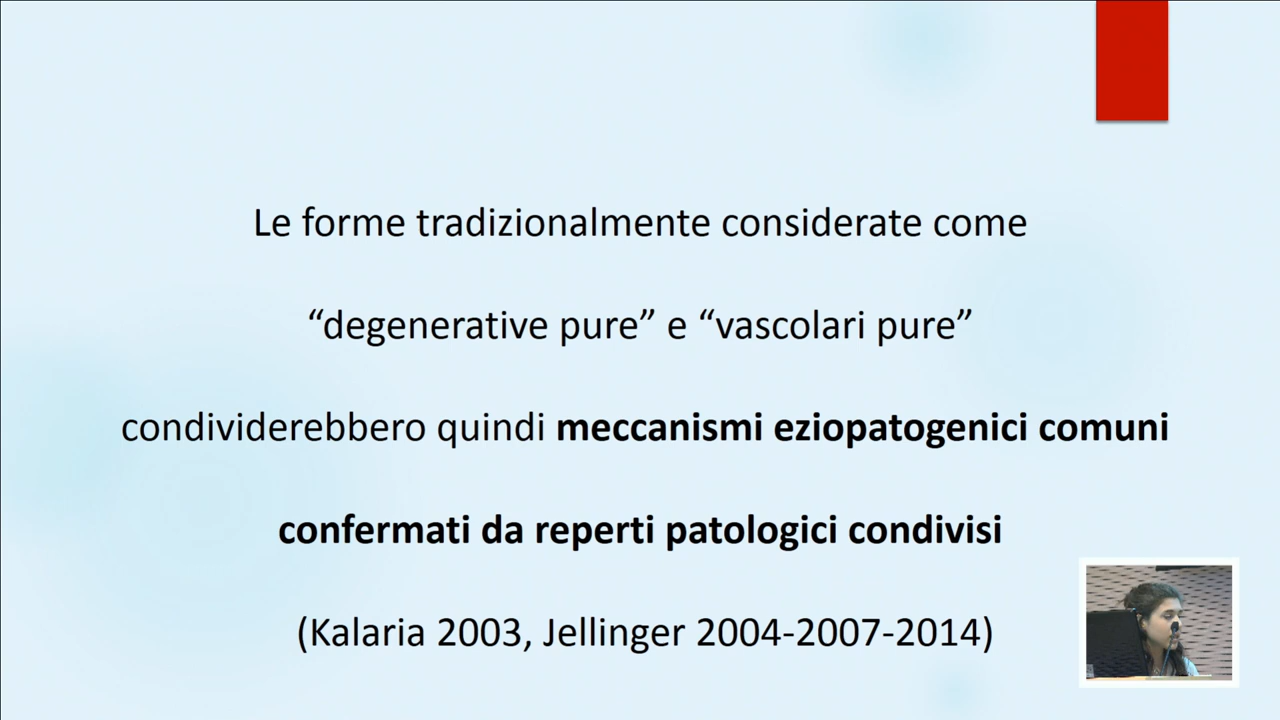 Le forme tradizionalmente considerate come
“degenerative pure” e “vascolari pure”
condividerebbero quindi meccanismi eziopatogenici comuni
confermati da reperti patologici condivisi
(Kalaria 2003, Jellinger 2004-2007-2014)